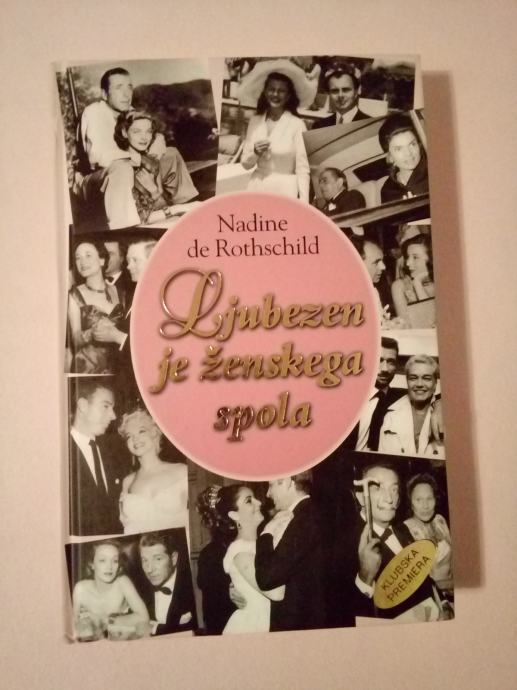 Nadine
de Rothschild
Ljubezen
je ženskega
spola
KLUBSKA
PREMIERA